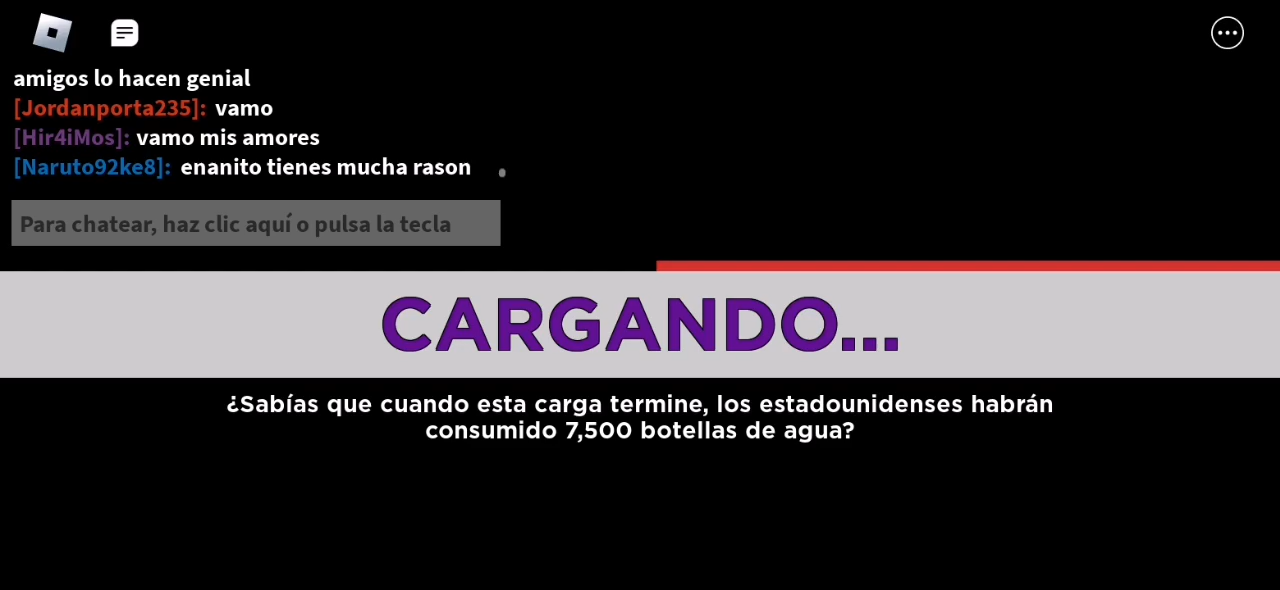 amigos lo hacen genial
[Jordanporta235]: vamo
[Hir4iMos]: vamo mis amores
[Naruto92ke8]: enanito tienes mucha rason
Para chatear, haz clic aquí o pulsa la tecla
CARGANDO...
¿Sabías que cuando esta carga termine, los estadounidenses habrán
consumido 7,500 botellas de agua?